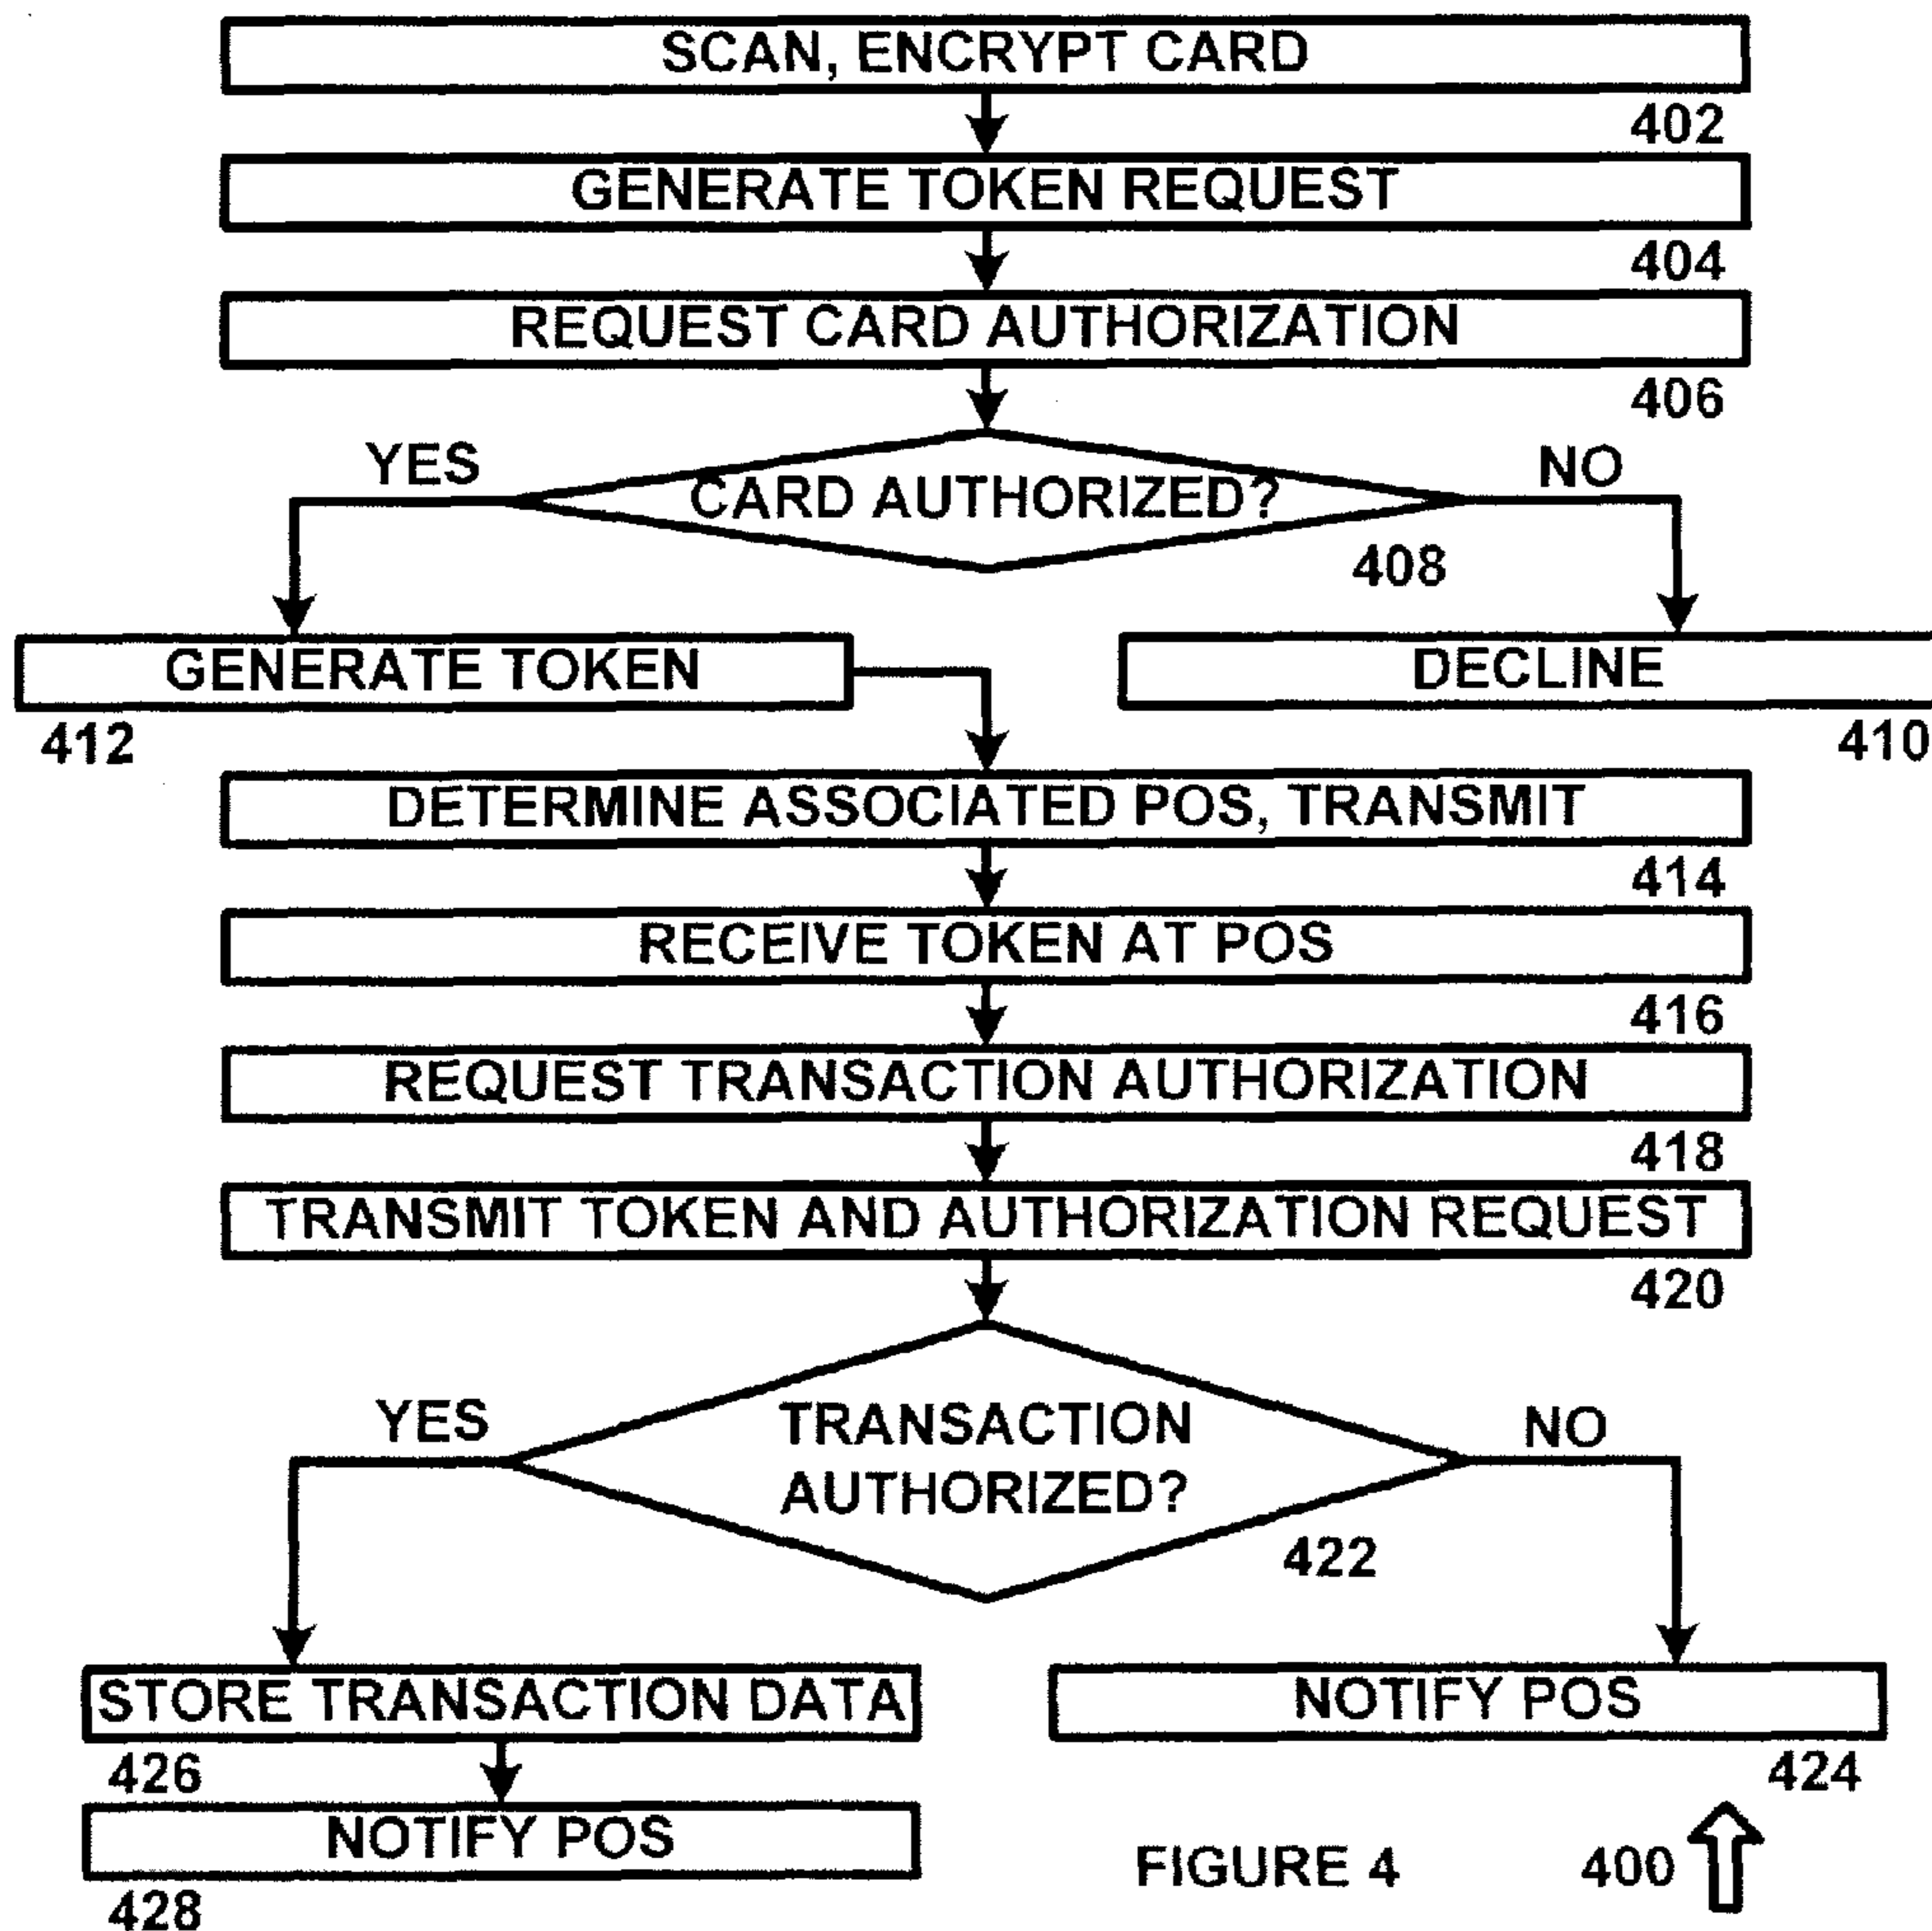 SCAN, ENCRYPT CARD
402
GENERATE TOKEN REQUEST
404
REQUEST CARD AUTHORIZATION
406
YES
NO
CARD AUTHORIZED?
408
GENERATE TOKEN
DECLINE
412
410
DETERMINE ASSOCIATED POS, TRANSMIT
414
RECEIVE TOKEN AT POS
416
REQUEST TRANSACTION AUTHORIZATION
418
TRANSMIT TOKEN AND AUTHORIZATION REQUEST
420
YES
NO
TRANSACTION
AUTHORIZED?
422
STORE TRANSACTION DATA
NOTIFY POS
426
424
NOTIFY POS
428
FIGURE 4
400